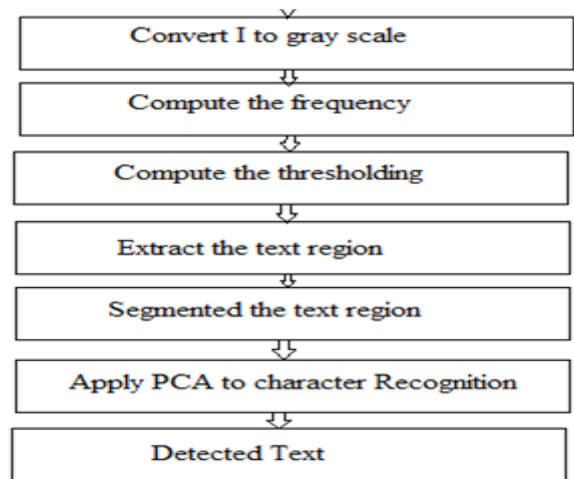 Convert I to gray scale
Compute the frequency
Compute the thresholding
Extract the text region
Segmented the text region
Apply PCA to character Recognition
Detected Text